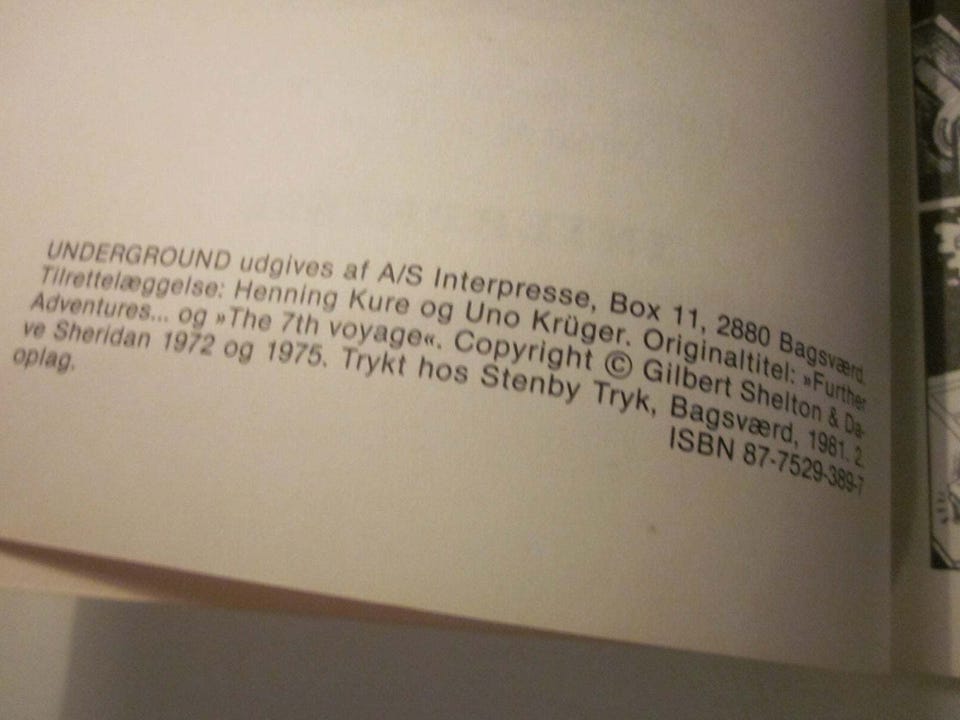 UNDERGROUND udgives af A/S Interpresse, Box 11, 2880 Bagsværd.
Tilrettelæggelse: Henning Kure og Uno Krüger. Originaltitel: »Further
Adventures... og »The 7th voyage«. Copyright © Gilbert Shelton & Da-
ve Sheridan 1972 og 1975. Trykt hos Stenby Tryk, Bagsværd, 1981. 2.
oplag.
ISBN 87-7529-389-7